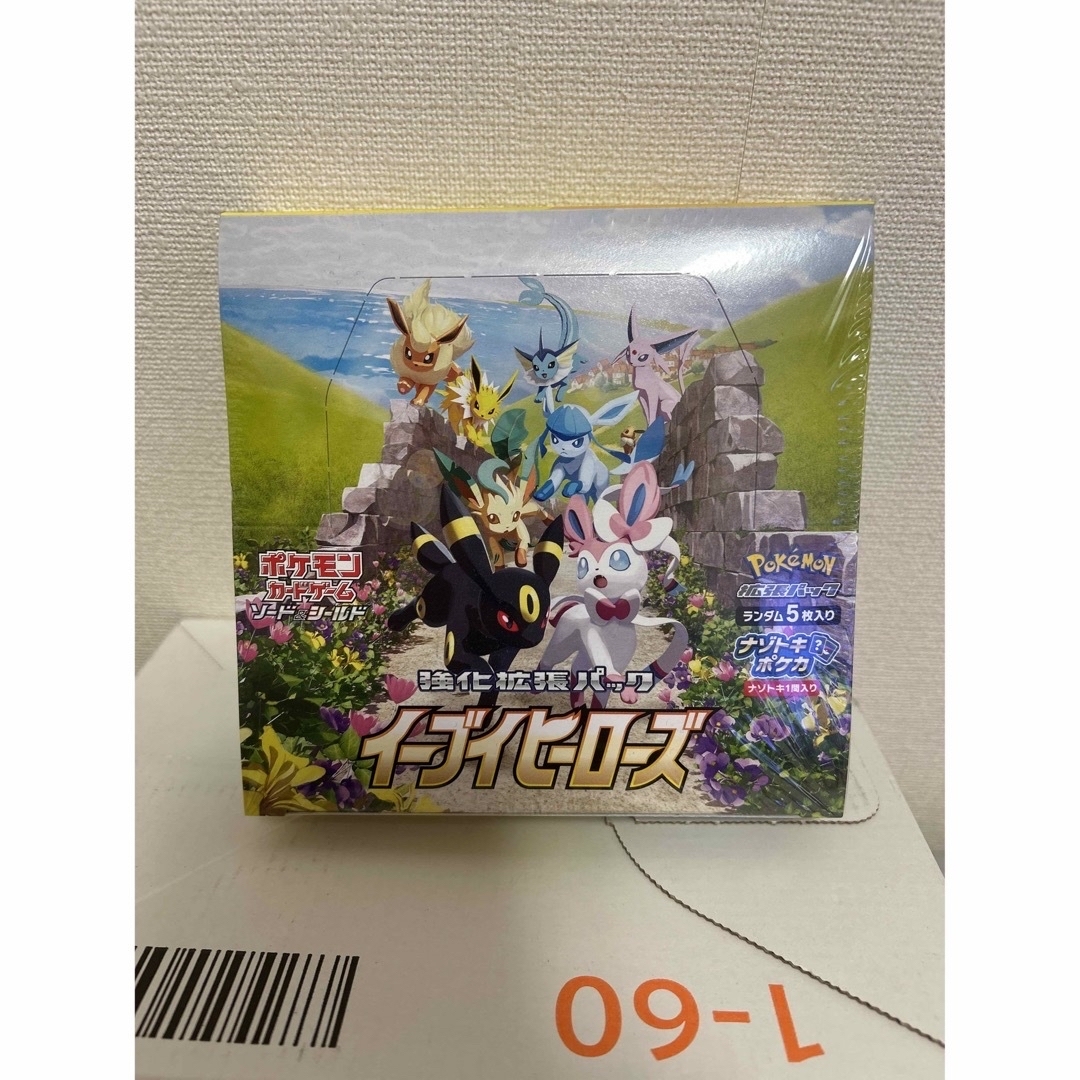 ポケモン
カードゲーム
ソード&シールド
POKÉMON
拡張パック
ランダム5枚入り
ナゾトキ
ポケカ
?
ナゾトキ1問入り
強化拡張パック
イーブイヒーローズ
1-60